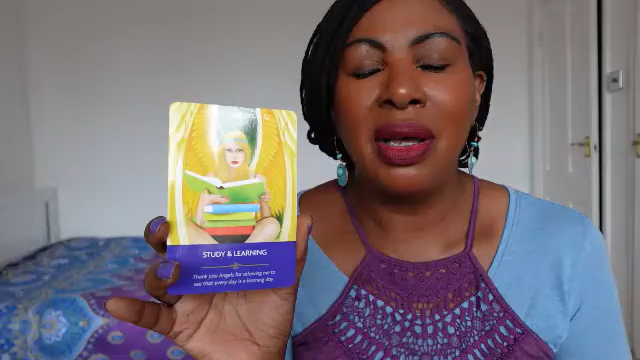 STUDY & LEARNING
Thank you Angels for allowing me to
see that every day is a learning day.